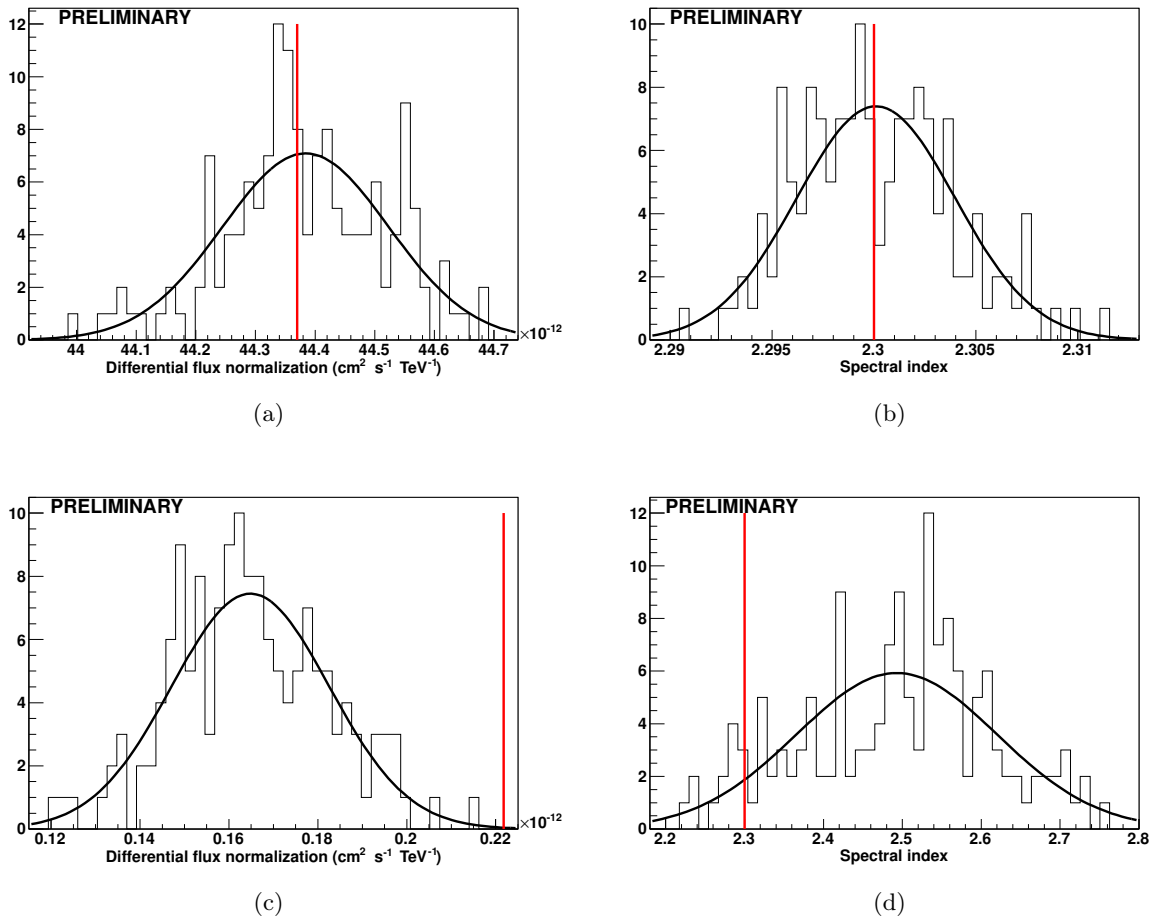 PRELIMINARY
12
10
8
6
4
2
0
44 44.1 44.2 44.3 44.4 44.5 44.6 44.7
×10-12
Differential flux normalization (cm2 s-1 TeV-1)
(a)
PRELIMINARY
10
8
6
4
2
0
2.29 2.295 2.3 2.305 2.31
Spectral index
(b)
PRELIMINARY
10
8
6
4
2
0
0.12 0.14 0.16 0.18 0.2 0.22
×10-12
Differential flux normalization (cm2 s-1 TeV-1)
(c)
PRELIMINARY
12
10
8
6
4
2
0
2.2 2.3 2.4 2.5 2.6 2.7 2.8
Spectral index
(d)